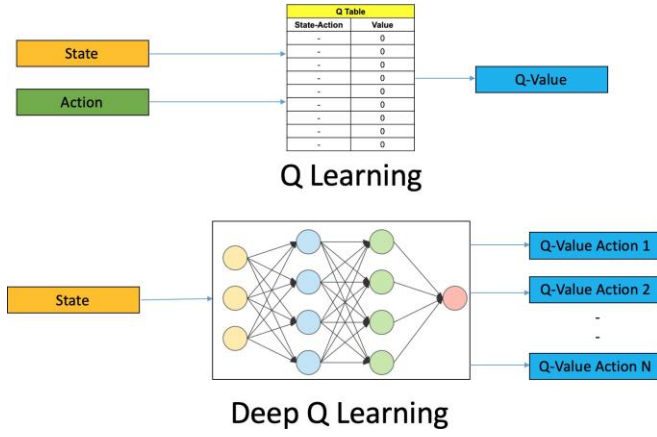 Q Table
State-Action Value
- 0
- 0
- 0
- 0
- 0
- 0
- 0
- 0
- 0
State
Action
Q-Value
Q Learning
State
Q-Value Action 1
Q-Value Action 2
-
-
Q-Value Action N
Deep Q Learning